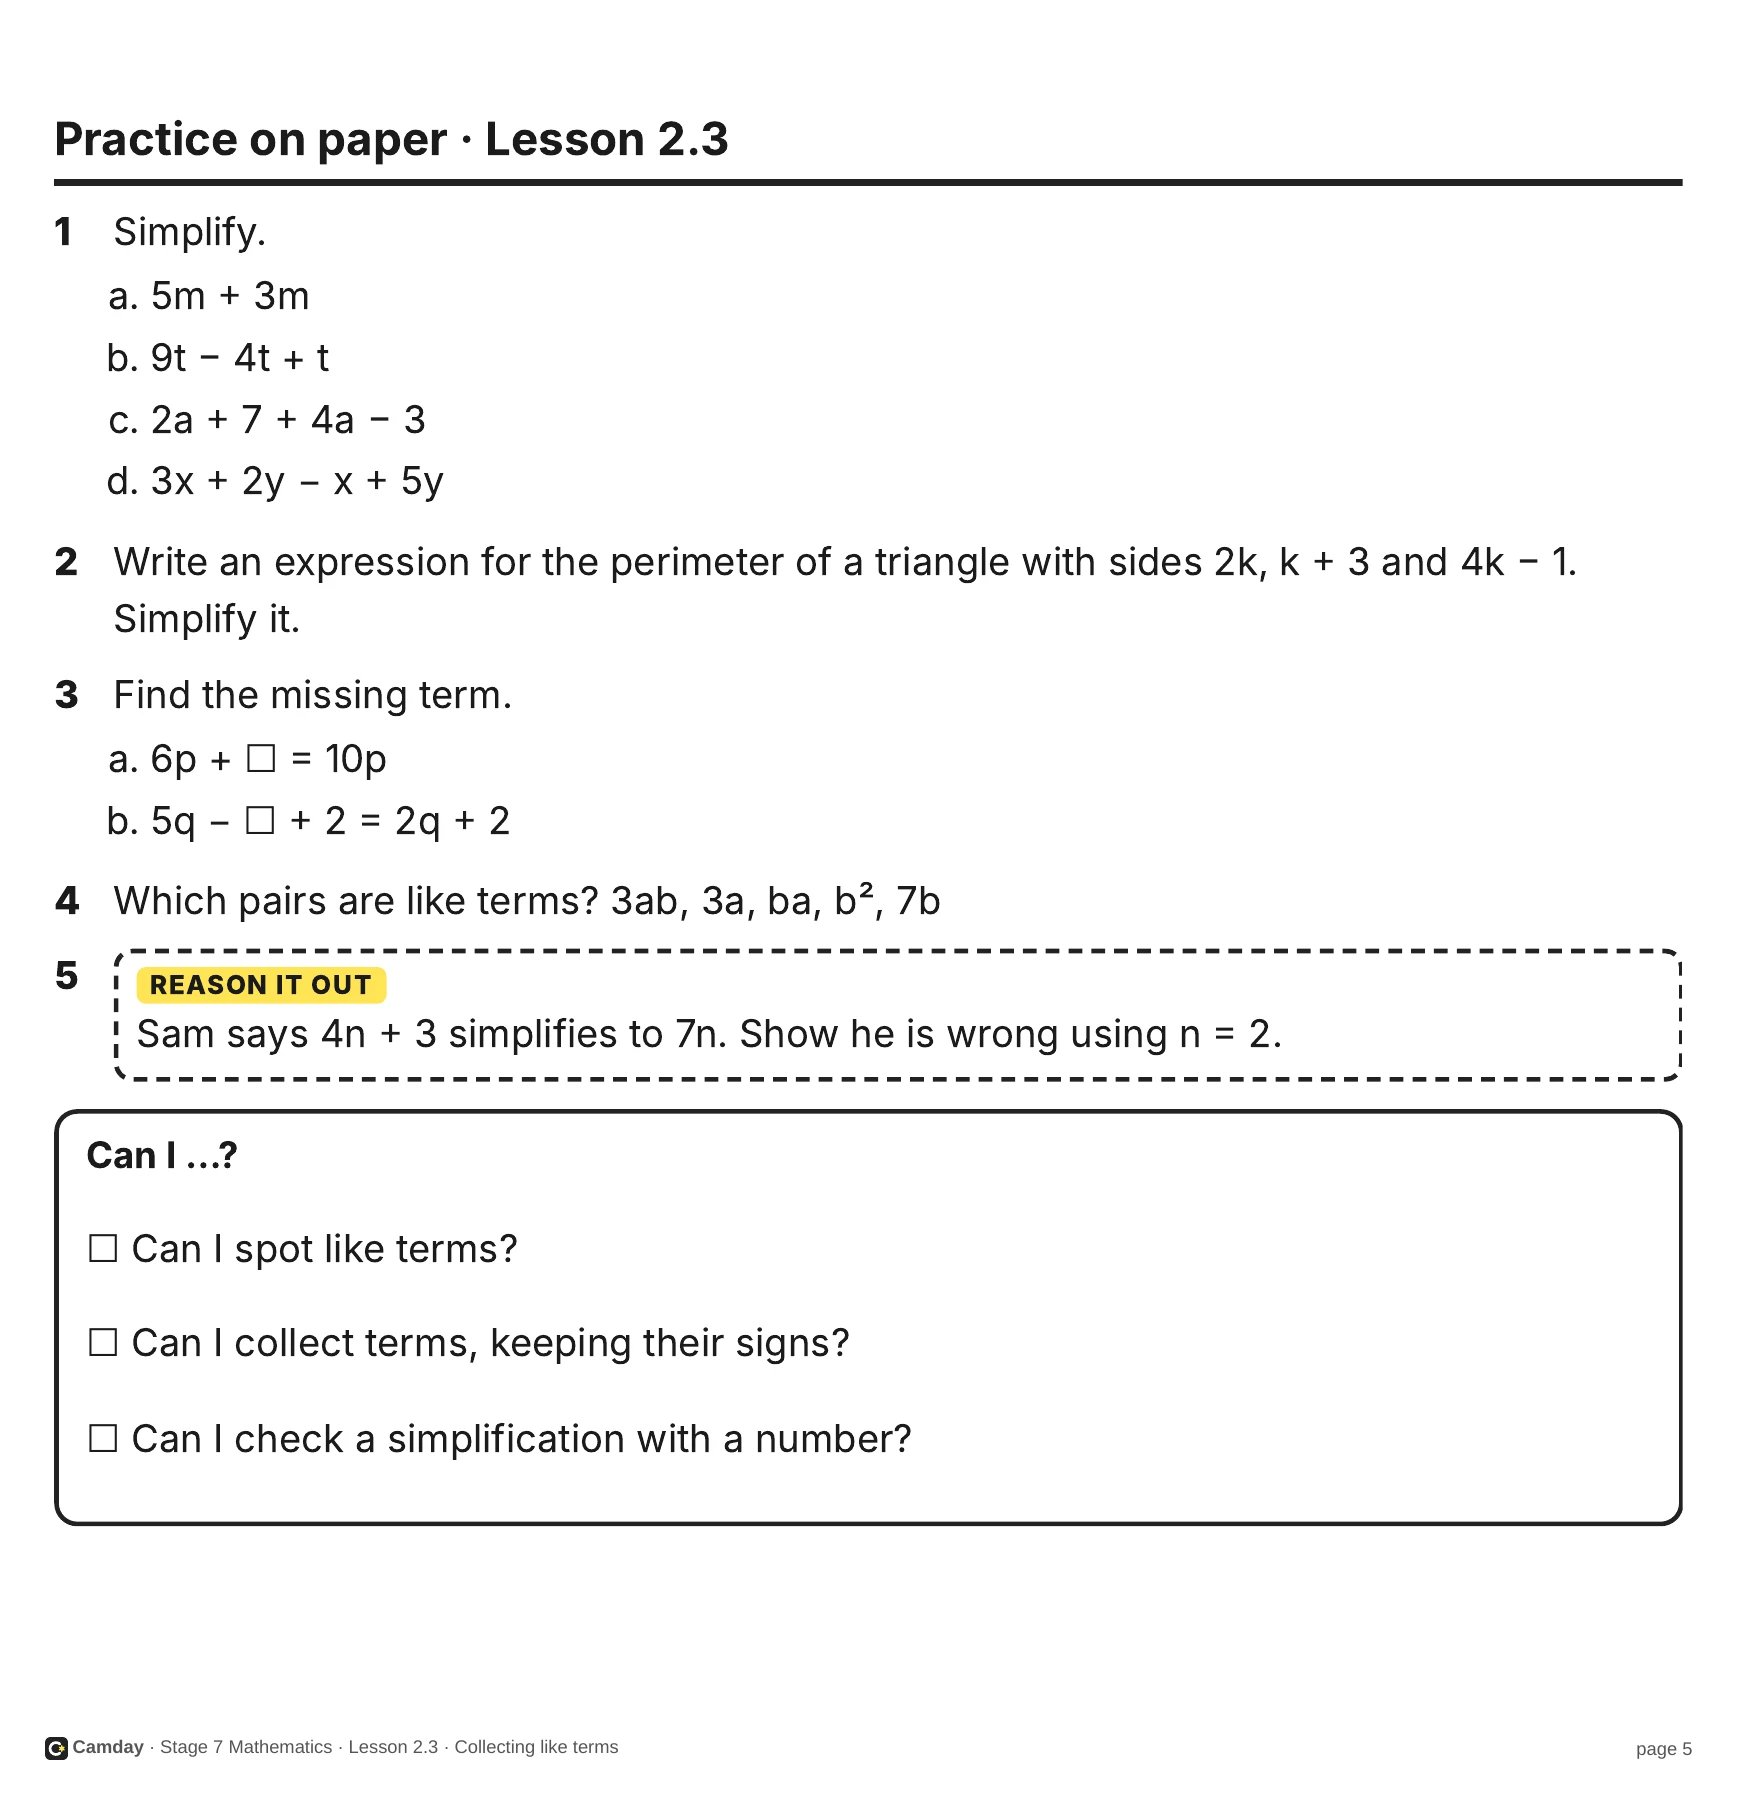 Practice on paper · Lesson 2.3
1 Simplify.
a. 5m + 3m
b. 9t − 4t + t
c. 2a + 7 + 4a − 3
d. 3x + 2y − x + 5y
2 Write an expression for the perimeter of a triangle with sides 2k, k + 3 and 4k − 1.
Simplify it.
3 Find the missing term.
a. 6p + ☐ = 10p
b. 5q − ☐ + 2 = 2q + 2
4 Which pairs are like terms? 3ab, 3a, ba, b², 7b
5 REASON IT OUT
Sam says 4n + 3 simplifies to 7n. Show he is wrong using n = 2.
Can I …?
☐ Can I spot like terms?
☐ Can I collect terms, keeping their signs?
☐ Can I check a simplification with a number?
Camday · Stage 7 Mathematics · Lesson 2.3 · Collecting like terms page 5